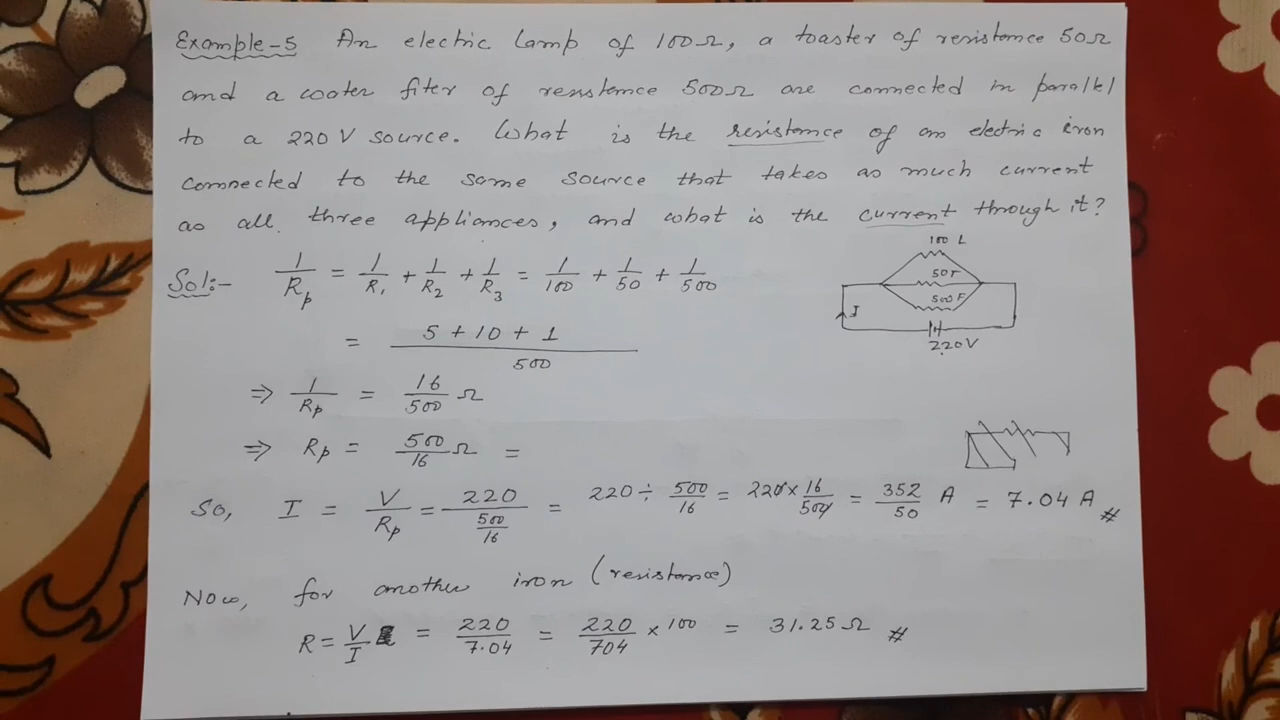 Example-5 An electric lamp of 100Ω, a toaster of resistance 50Ω
and a water filter of resistance 500Ω are connected in parallel
to a 220 V source. What is the resistance of an electric iron
connected to the same source that takes as much current
as all three appliances, and what is the current through it?
Sol:- 1/Rp = 1/R1 + 1/R2 + 1/R3 = 1/100 + 1/50 + 1/500
= (5 + 10 + 1)/500
⇒ 1/Rp = 16/500 Ω
⇒ Rp = 500/16 Ω =
So, I = V/Rp = 220/(500/16) = 220 ÷ 500/16 = 220 × 16/500 = 352/50 A = 7.04 A #
Now, for another iron (resistance)
R = V/I = 220/7.04 = 220/704 × 100 = 31.25 Ω #
100 L
50 T
500 F
I
220V